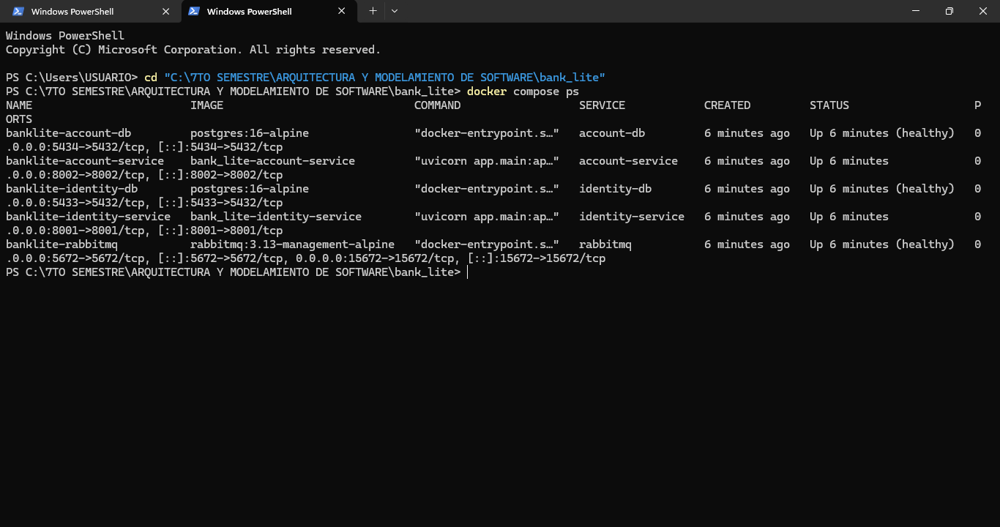 Windows PowerShell
Windows PowerShell
Windows PowerShell
Copyright (C) Microsoft Corporation. All rights reserved.
PS C:\Users\USUARIO> cd "C:\7TO SEMESTRE\ARQUITECTURA Y MODELAMIENTO DE SOFTWARE\bank_lite"
PS C:\7TO SEMESTRE\ARQUITECTURA Y MODELAMIENTO DE SOFTWARE\bank_lite> docker compose ps
NAME IMAGE COMMAND SERVICE CREATED STATUS P
ORTS
banklite-account-db postgres:16-alpine "docker-entrypoint.s…" account-db 6 minutes ago Up 6 minutes (healthy) 0
.0.0.0:5434->5432/tcp, [::]:5434->5432/tcp
banklite-account-service bank_lite-account-service "uvicorn app.main:ap…" account-service 6 minutes ago Up 6 minutes 0
.0.0.0:8002->8002/tcp, [::]:8002->8002/tcp
banklite-identity-db postgres:16-alpine "docker-entrypoint.s…" identity-db 6 minutes ago Up 6 minutes (healthy) 0
.0.0.0:5433->5432/tcp, [::]:5433->5432/tcp
banklite-identity-service bank_lite-identity-service "uvicorn app.main:ap…" identity-service 6 minutes ago Up 6 minutes 0
.0.0.0:8001->8001/tcp, [::]:8001->8001/tcp
banklite-rabbitmq rabbitmq:3.13-management-alpine "docker-entrypoint.s…" rabbitmq 6 minutes ago Up 6 minutes (healthy) 0
.0.0.0:5672->5672/tcp, [::]:5672->5672/tcp, 0.0.0.0:15672->15672/tcp, [::]:15672->15672/tcp
PS C:\7TO SEMESTRE\ARQUITECTURA Y MODELAMIENTO DE SOFTWARE\bank_lite>